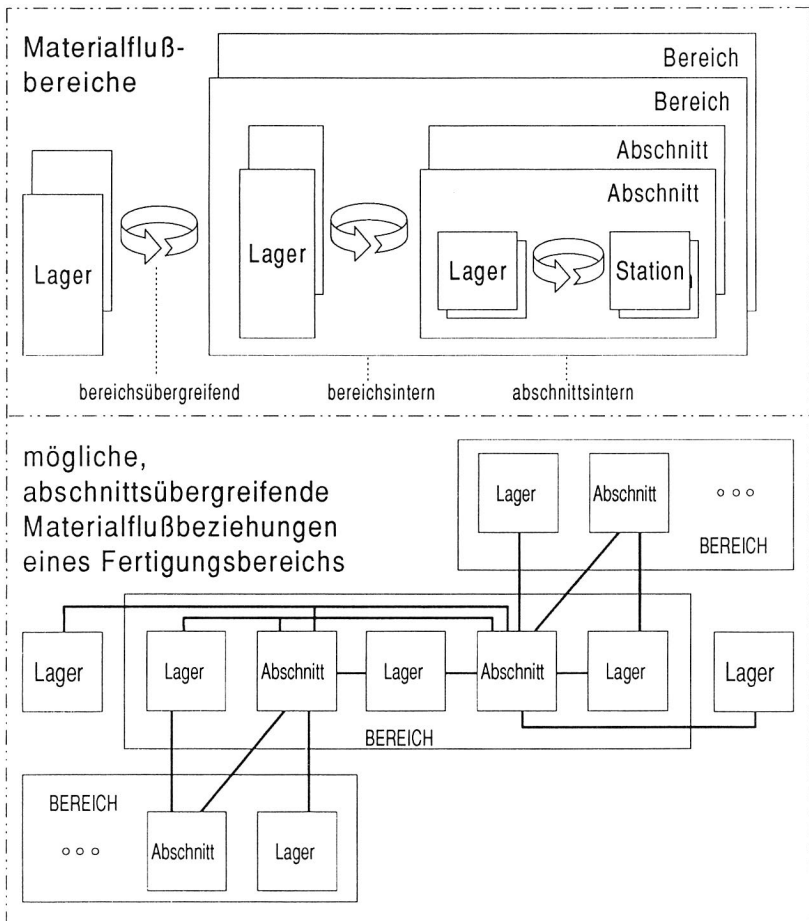 Materialfluß-
bereiche
Bereich
Bereich
Abschnitt
Abschnitt
Lager
Lager
Lager
Station
bereichsübergreifend
bereichsintern
abschnittsintern
mögliche,
abschnittsübergreifende
Materialflußbeziehungen
eines Fertigungsbereichs
Lager
Abschnitt
BEREICH
Lager
Lager
Abschnitt
Lager
Abschnitt
Lager
Lager
BEREICH
BEREICH
Abschnitt
Lager